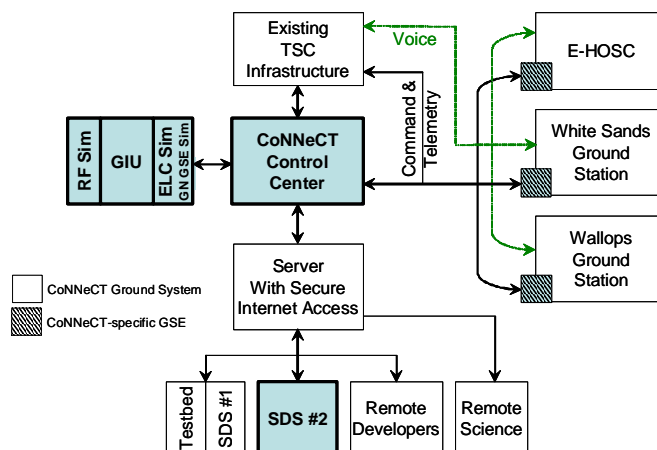 Existing
TSC
Infrastructure
Voice
E-HOSC
Command &
Telemetry
RF Sim
GIU
ELC Sim
GN GSE Sim
CoNNeCT
Control
Center
White Sands
Ground
Station
Wallops
Ground
Station
Server
With Secure
Internet Access
CoNNeCT Ground System
CoNNeCT-specific GSE
Testbed
SDS #1
SDS #2
Remote
Developers
Remote
Science